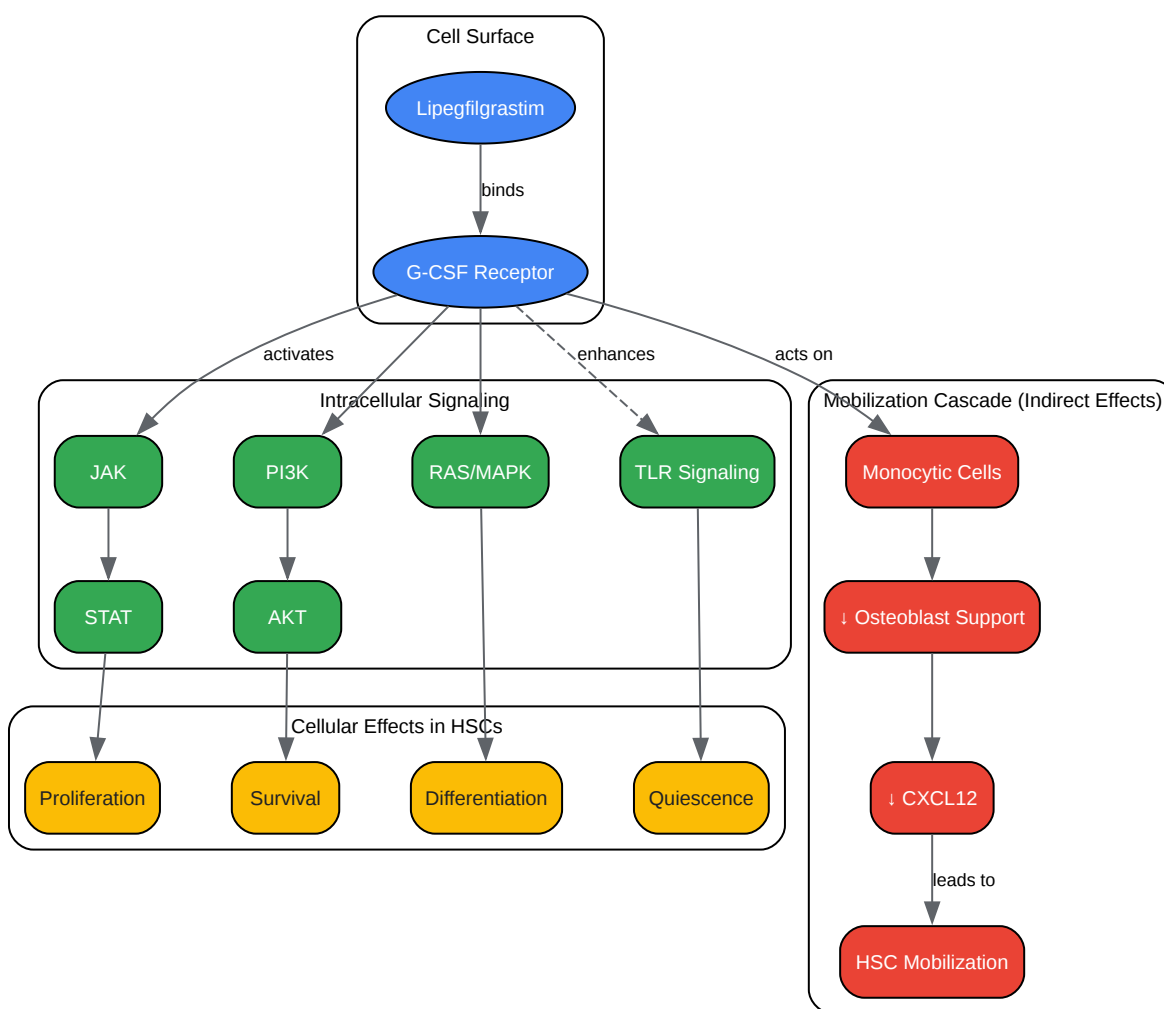 Cell Surface
Lipegfilgrastim
binds
G-CSF Receptor
activates
enhances
acts on
Intracellular Signaling
Mobilization Cascade (Indirect Effects)
JAK
PI3K
RAS/MAPK
TLR Signaling
Monocytic Cells
STAT
AKT
↓ Osteoblast Support
Cellular Effects in HSCs
Proliferation
Survival
Differentiation
Quiescence
↓ CXCL12
leads to
HSC Mobilization